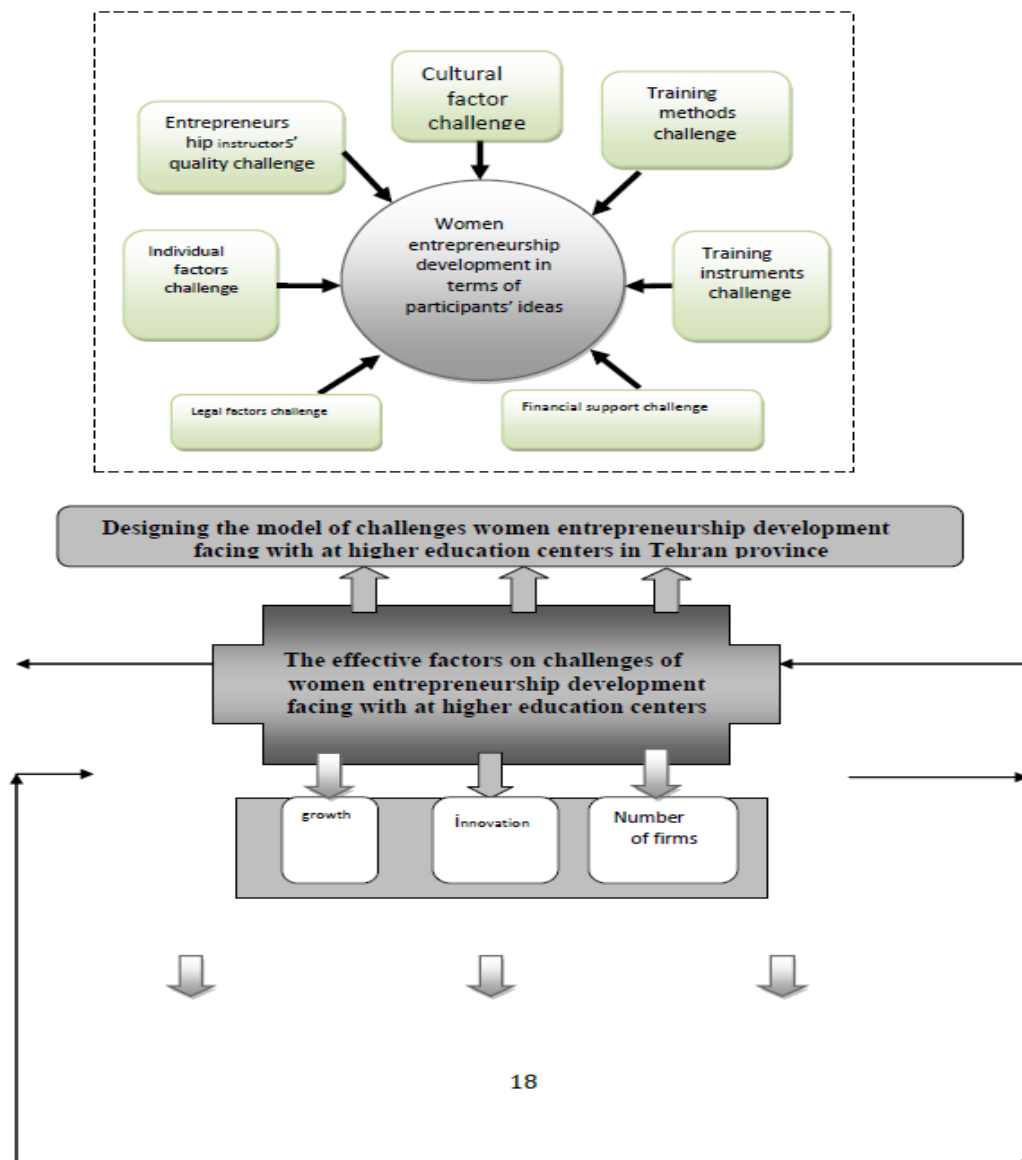 Cultural
factor
challenge
Training
methods
challenge
Entrepreneurs
hip instructors'
quality challenge
Women
entrepreneurship
development in
terms of
participants' ideas
Individual
factors
challenge
Training
instruments
challenge
Legal factors challenge
Financial support challenge
Designing the model of challenges women entrepreneurship development
facing with at higher education centers in Tehran province
The effective factors on challenges of
women entrepreneurship development
facing with at higher education centers
growth
innovation
Number
of firms
18